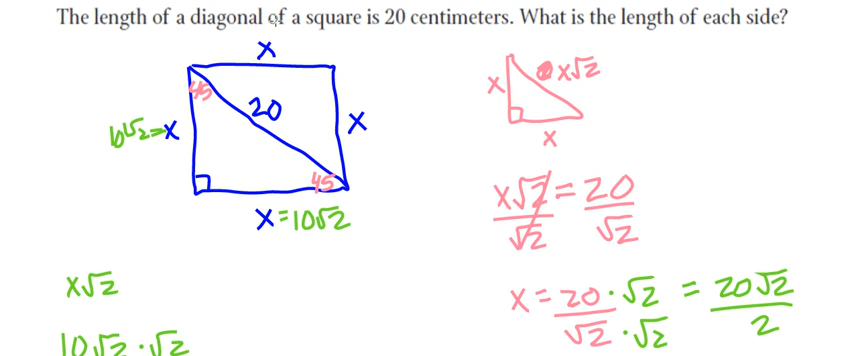 The length of a diagonal of a square is 20 centimeters. What is the length of each side?
x
45
20
x
10√2=x
45
x=10√2
x√2
x
x
x√2/√2 = 20/√2
x = 20/√2 · √2/√2 = 20√2/2
x√2
10√2 · √2